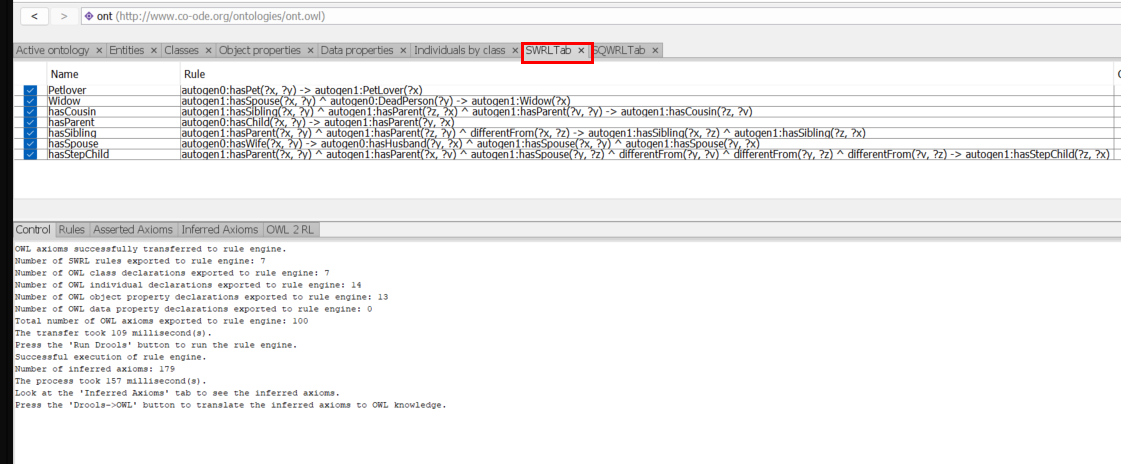 < > ont (http://www.co-ode.org/ontologies/ont.owl)
Active ontology × Entities × Classes × Object properties × Data properties × Individuals by class × SWRLTab × SQWRLTab ×
Name Rule
Petlover autogen0:hasPet(?x, ?y) -> autogen1:PetLover(?x)
Widow autogen1:hasSpouse(?x, ?y) ^ autogen0:DeadPerson(?y) -> autogen1:Widow(?x)
hasCousin autogen1:hasSibling(?x, ?y) ^ autogen1:hasParent(?z, ?x) ^ autogen1:hasParent(?v, ?y) -> autogen1:hasCousin(?z, ?v)
hasParent autogen0:hasChild(?x, ?y) -> autogen1:hasParent(?y, ?x)
hasSibling autogen1:hasParent(?x, ?y) ^ autogen1:hasParent(?z, ?y) ^ differentFrom(?x, ?z) -> autogen1:hasSibling(?x, ?z) ^ autogen1:hasSibling(?z, ?x)
hasSpouse autogen0:hasWife(?x, ?y) -> autogen0:hasHusband(?y, ?x) ^ autogen1:hasSpouse(?x, ?y) ^ autogen1:hasSpouse(?y, ?x)
hasStepChild autogen1:hasParent(?x, ?y) ^ autogen1:hasParent(?x, ?v) ^ autogen1:hasSpouse(?y, ?z) ^ differentFrom(?y, ?v) ^ differentFrom(?y, ?z) ^ differentFrom(?v, ?z) -> autogen1:hasStepChild(?z, ?x)
Control Rules Asserted Axioms Inferred Axioms OWL 2 RL
OWL axioms successfully transferred to rule engine.
Number of SWRL rules exported to rule engine: 7
Number of OWL class declarations exported to rule engine: 7
Number of OWL individual declarations exported to rule engine: 14
Number of OWL object property declarations exported to rule engine: 13
Number of OWL data property declarations exported to rule engine: 0
Total number of OWL axioms exported to rule engine: 100
The transfer took 109 millisecond(s).
Press the 'Run Drools' button to run the rule engine.
Successful execution of rule engine.
Number of inferred axioms: 179
The process took 157 millisecond(s).
Look at the 'Inferred Axioms' tab to see the inferred axioms.
Press the 'Drools->OWL' button to translate the inferred axioms to OWL knowledge.